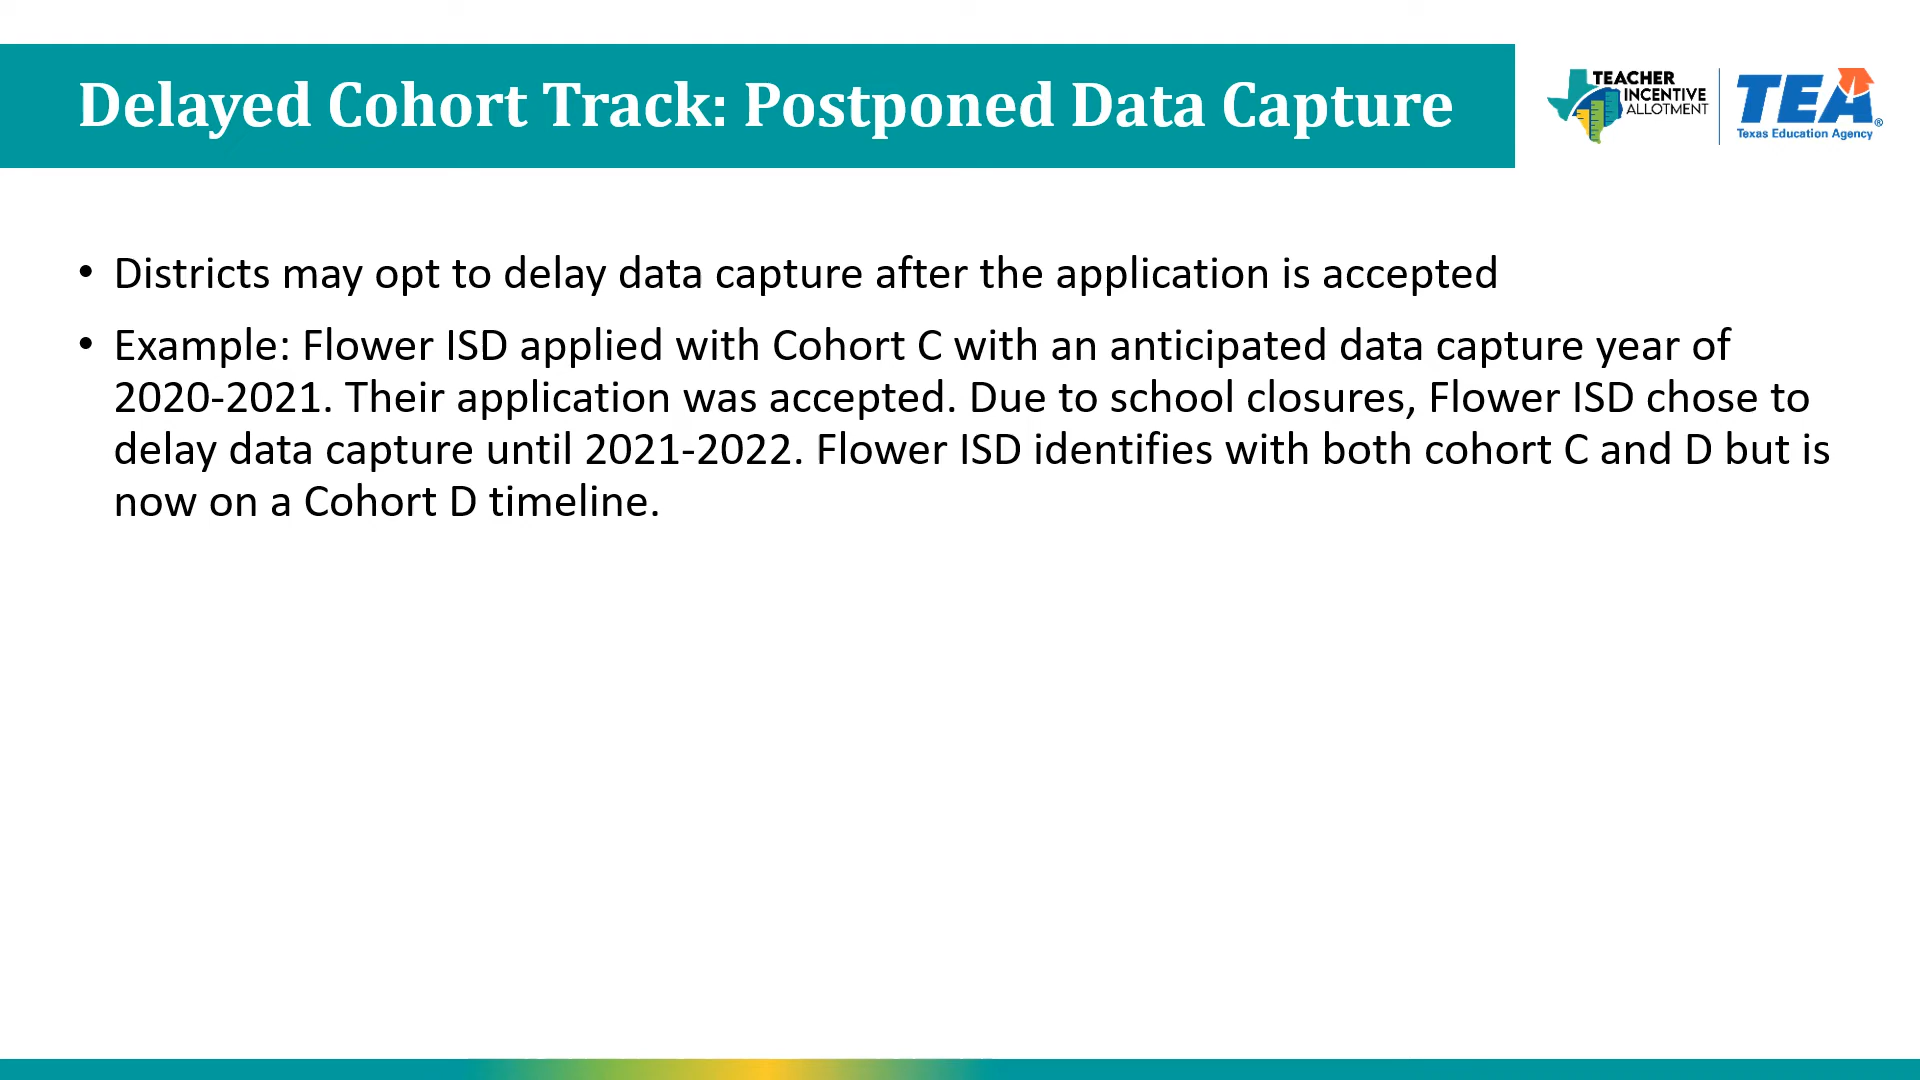 Delayed Cohort Track: Postponed Data Capture
TEACHER
INCENTIVE
ALLOTMENT
TEA®
Texas Education Agency
• Districts may opt to delay data capture after the application is accepted
• Example: Flower ISD applied with Cohort C with an anticipated data capture year of
2020-2021. Their application was accepted. Due to school closures, Flower ISD chose to
delay data capture until 2021-2022. Flower ISD identifies with both cohort C and D but is
now on a Cohort D timeline.